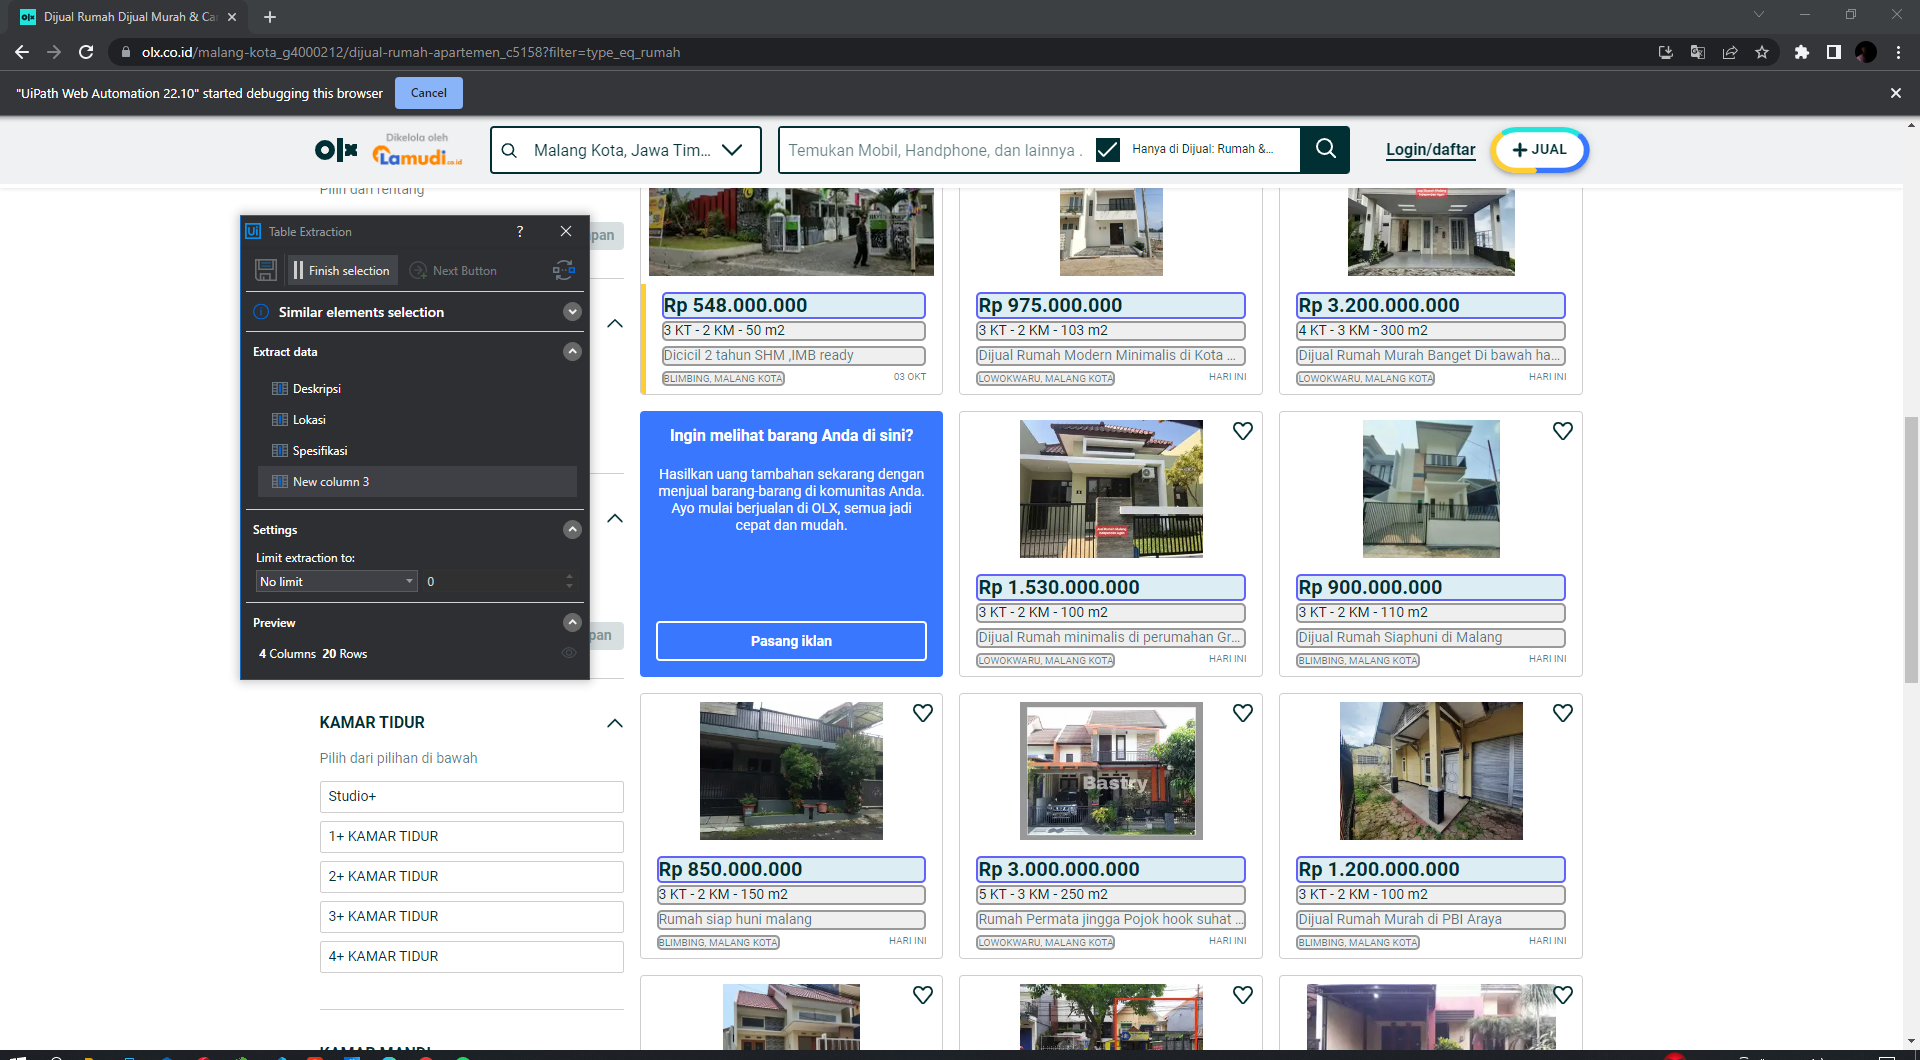 Dijual Rumah Dijual Murah & Ca
olx.co.id/malang-kota_g4000212/dijual-rumah-apartemen_c5158?filter=type_eq_rumah
"UiPath Web Automation 22.10" started debugging this browser
Cancel
olx
Dikelola oleh
Lamudi.co.id
Malang Kota, Jawa Tim...
Temukan Mobil, Handphone, dan lainnya .
Hanya di Dijual: Rumah &...
Login/daftar
+ JUAL
Pilih dari rentang
Ui Table Extraction
?
Finish selection
Next Button
Similar elements selection
Extract data
Deskripsi
Lokasi
Spesifikasi
New column 3
Settings
Limit extraction to:
No limit
0
Preview
4 Columns 20 Rows
pan
pan
Rp 548.000.000
3 KT - 2 KM - 50 m2
Dicicil 2 tahun SHM ,IMB ready
BLIMBING, MALANG KOTA
03 OKT
Rp 975.000.000
3 KT - 2 KM - 103 m2
Dijual Rumah Modern Minimalis di Kota ...
LOWOKWARU, MALANG KOTA
HARI INI
Rp 3.200.000.000
4 KT - 3 KM - 300 m2
Dijual Rumah Murah Banget Di bawah ha...
LOWOKWARU, MALANG KOTA
HARI INI
Ingin melihat barang Anda di sini?
Hasilkan uang tambahan sekarang dengan
menjual barang-barang di komunitas Anda.
Ayo mulai berjualan di OLX, semua jadi
cepat dan mudah.
Pasang iklan
Rp 1.530.000.000
3 KT - 2 KM - 100 m2
Dijual Rumah minimalis di perumahan Gr...
LOWOKWARU, MALANG KOTA
HARI INI
Rp 900.000.000
3 KT - 2 KM - 110 m2
Dijual Rumah Siaphuni di Malang
BLIMBING, MALANG KOTA
HARI INI
KAMAR TIDUR
Pilih dari pilihan di bawah
Studio+
1+ KAMAR TIDUR
2+ KAMAR TIDUR
3+ KAMAR TIDUR
4+ KAMAR TIDUR
KAMAR MANDI
Rp 850.000.000
3 KT - 2 KM - 150 m2
Rumah siap huni malang
BLIMBING, MALANG KOTA
HARI INI
Bastry
Rp 3.000.000.000
5 KT - 3 KM - 250 m2
Rumah Permata jingga Pojok hook suhat ...
LOWOKWARU, MALANG KOTA
HARI INI
Rp 1.200.000.000
3 KT - 2 KM - 100 m2
Dijual Rumah Murah di PBI Araya
BLIMBING, MALANG KOTA
HARI INI